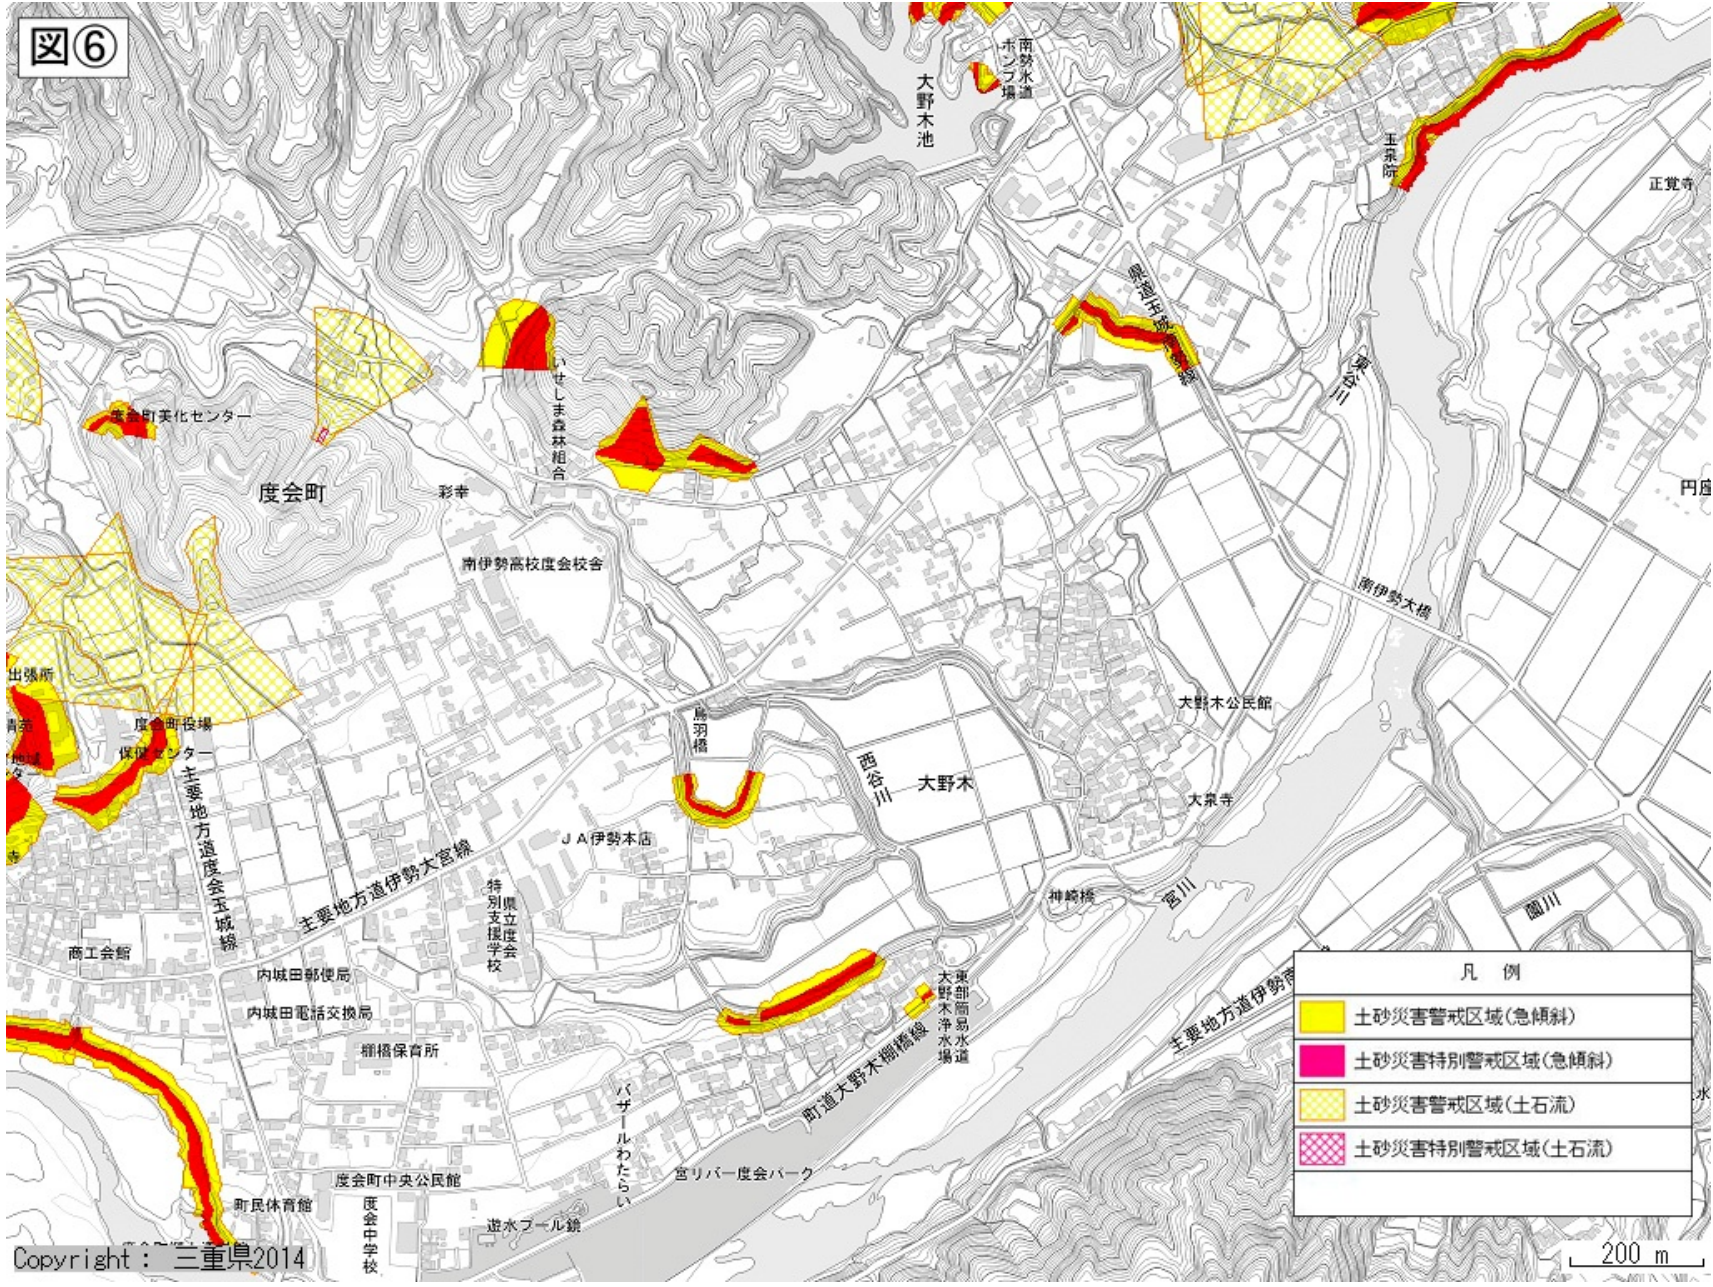 図⑥
南勢水道
ポンプ場
大野木池
玉泉院
正覚寺
県道玉城南勢線
東谷川
いせしま森林組合
度会町美化センター
度会町
彩幸
円座
南伊勢高校度会校舎
南伊勢大橋
出張所
大野木公民館
清苑
度会町役場
鳥羽橋
保健センター
地域
主要地方道度会玉城線
西谷川
大野木
大泉寺
JA伊勢本店
主要地方道伊勢大宮線
寺
県立度会
特別支援学校
神崎橋
宮川
園川
商工会館
内城田郵便局
東部簡易水道
大野木浄水場
内城田電話交換局
主要地方道伊勢南
棚橋保育所
町道大野木棚橋線
バザールわたらい
宮リバー度会パーク
度会町中央公民館
町民体育館
度会中学校
遊水プール鏡
水
凡 例
土砂災害警戒区域(急傾斜)
土砂災害特別警戒区域(急傾斜)
土砂災害警戒区域(土石流)
土砂災害特別警戒区域(土石流)
Copyright : 三重県2014
200 m